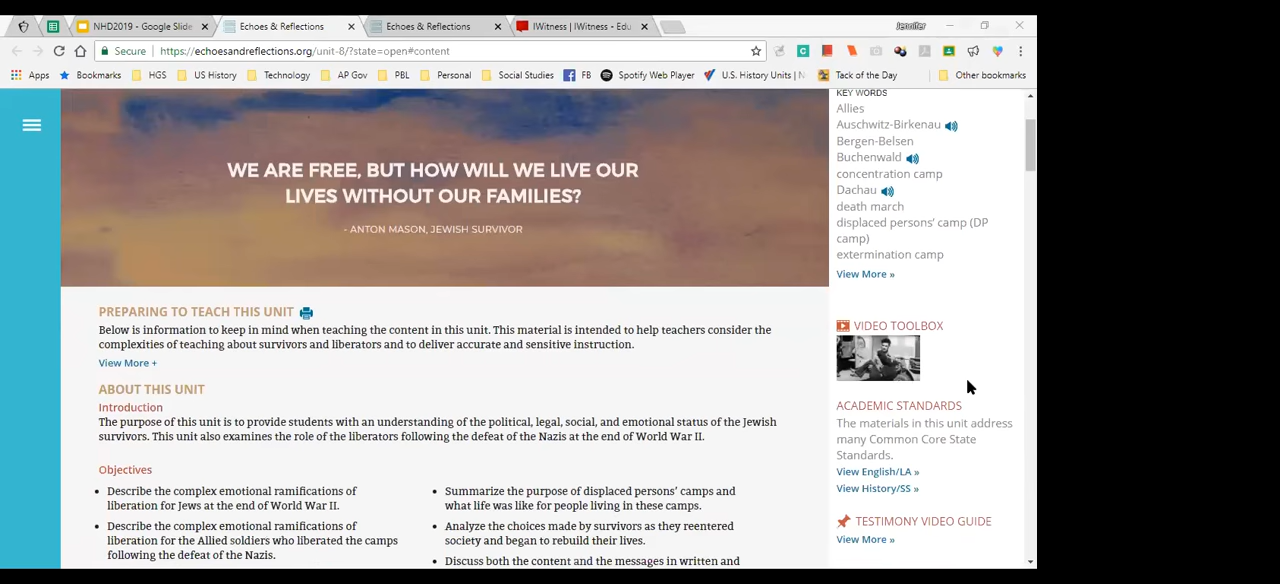 NHD2019 - Google Slide
Echoes & Reflections
Echoes & Reflections
IWitness | IWitness - Edu
Jennifer
Secure
https://echoesandreflections.org/unit-8/?state=open#content
Apps
Bookmarks
HGS
US History
Technology
AP Gov
PBL
Personal
Social Studies
FB
Spotify Web Player
U.S. History Units | N
Tack of the Day
Other bookmarks
WE ARE FREE, BUT HOW WILL WE LIVE OUR
LIVES WITHOUT OUR FAMILIES?
- ANTON MASON, JEWISH SURVIVOR
PREPARING TO TEACH THIS UNIT
Below is information to keep in mind when teaching the content in this unit. This material is intended to help teachers consider the
complexities of teaching about survivors and liberators and to deliver accurate and sensitive instruction.
View More +
ABOUT THIS UNIT
Introduction
The purpose of this unit is to provide students with an understanding of the political, legal, social, and emotional status of the Jewish
survivors. This unit also examines the role of the liberators following the defeat of the Nazis at the end of World War II.
Objectives
• Describe the complex emotional ramifications of
liberation for Jews at the end of World War II.
• Describe the complex emotional ramifications of
liberation for the Allied soldiers who liberated the camps
following the defeat of the Nazis.
• Summarize the purpose of displaced persons' camps and
what life was like for people living in these camps.
• Analyze the choices made by survivors as they reentered
society and began to rebuild their lives.
• Discuss both the content and the messages in written and
KEY WORDS
Allies
Auschwitz-Birkenau
Bergen-Belsen
Buchenwald
concentration camp
Dachau
death march
displaced persons' camp (DP
camp)
extermination camp
View More »
VIDEO TOOLBOX
ACADEMIC STANDARDS
The materials in this unit address
many Common Core State
Standards.
View English/LA »
View History/SS »
TESTIMONY VIDEO GUIDE
View More »